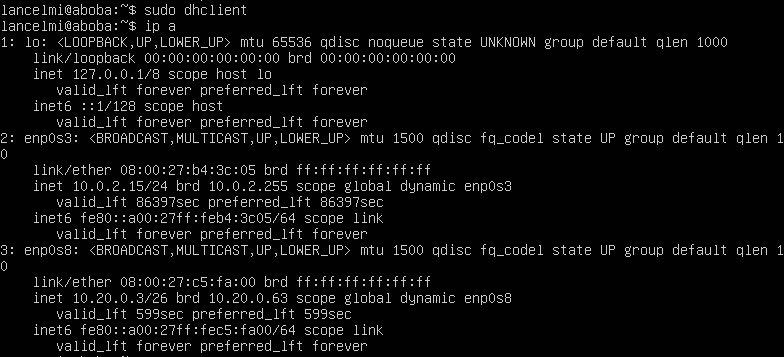 lancelmi@aboba:~$ sudo dhclient
lancelmi@aboba:~$ ip a
1: lo: <LOOPBACK,UP,LOWER_UP> mtu 65536 qdisc noqueue state UNKNOWN group default qlen 1000
    link/loopback 00:00:00:00:00:00 brd 00:00:00:00:00:00
    inet 127.0.0.1/8 scope host lo
       valid_lft forever preferred_lft forever
    inet6 ::1/128 scope host
       valid_lft forever preferred_lft forever
2: enp0s3: <BROADCAST,MULTICAST,UP,LOWER_UP> mtu 1500 qdisc fq_codel state UP group default qlen 1
0
    link/ether 08:00:27:b4:3c:05 brd ff:ff:ff:ff:ff:ff
    inet 10.0.2.15/24 brd 10.0.2.255 scope global dynamic enp0s3
       valid_lft 86397sec preferred_lft 86397sec
    inet6 fe80::a00:27ff:feb4:3c05/64 scope link
       valid_lft forever preferred_lft forever
3: enp0s8: <BROADCAST,MULTICAST,UP,LOWER_UP> mtu 1500 qdisc fq_codel state UP group default qlen 1
0
    link/ether 08:00:27:c5:fa:00 brd ff:ff:ff:ff:ff:ff
    inet 10.20.0.3/26 brd 10.20.0.63 scope global dynamic enp0s8
       valid_lft 599sec preferred_lft 599sec
    inet6 fe80::a00:27ff:fec5:fa00/64 scope link
       valid_lft forever preferred_lft forever